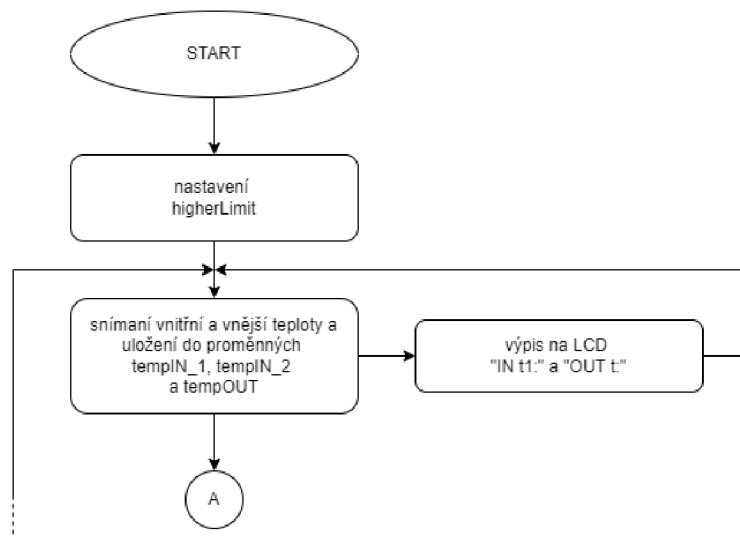 START
nastavení
higherLimit
snímaní vnitřní a vnější teploty a
uložení do proměnných
tempIN_1, tempIN_2
a tempOUT
výpis na LCD
"IN t1:" a "OUT t:"
A